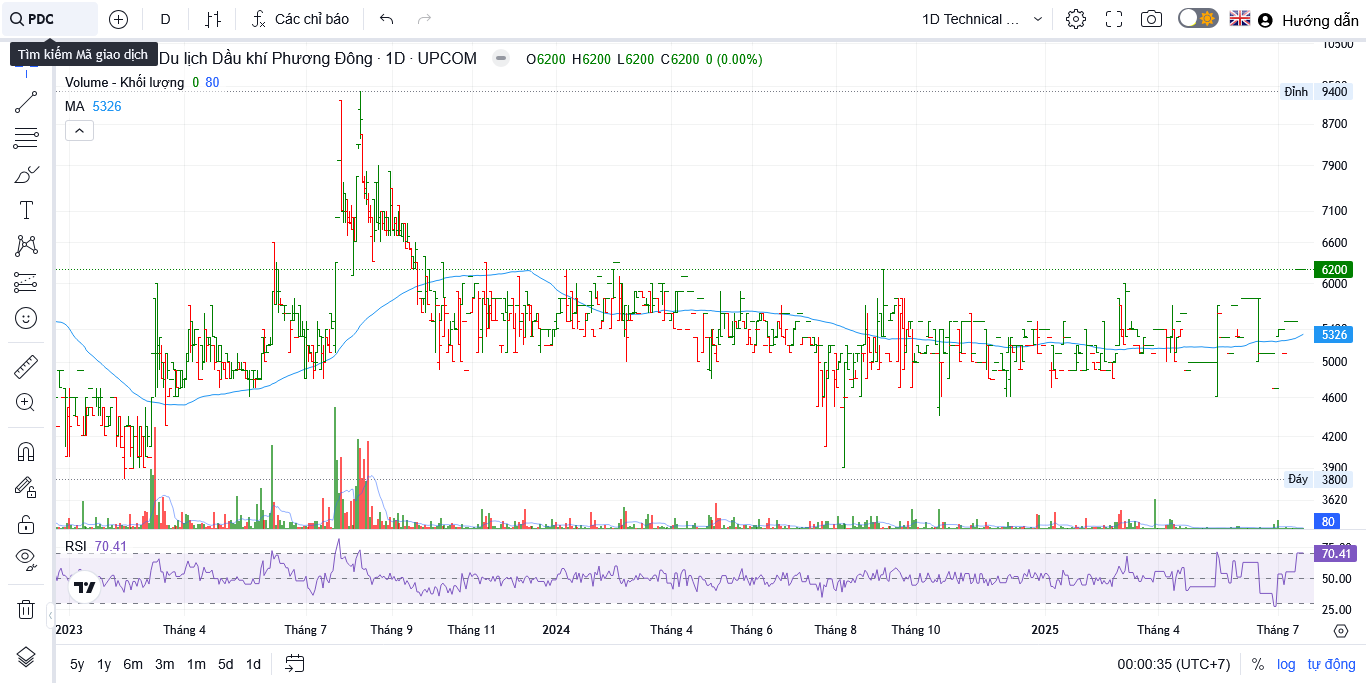 PDC D Các chỉ báo 1D Technical ... Hướng dẫn
Tìm kiếm Mã giao dịch
Du lịch Dầu khí Phương Đông · 1D · UPCOM O6200 H6200 L6200 C6200 0 (0.00%)
Volume - Khối lượng 0 80
MA 5326
10500
Đỉnh 9400
8700
7900
7100
6600
6200
6000
5326
5000
4600
4200
3900
Đáy 3800
3620
80
RSI 70.41
75.00
70.41
50.00
25.00
2023 Tháng 4 Tháng 7 Tháng 9 Tháng 11 2024 Tháng 4 Tháng 6 Tháng 8 Tháng 10 2025 Tháng 4 Tháng 7
5y 1y 6m 3m 1m 5d 1d 00:00:35 (UTC+7) % log tự động